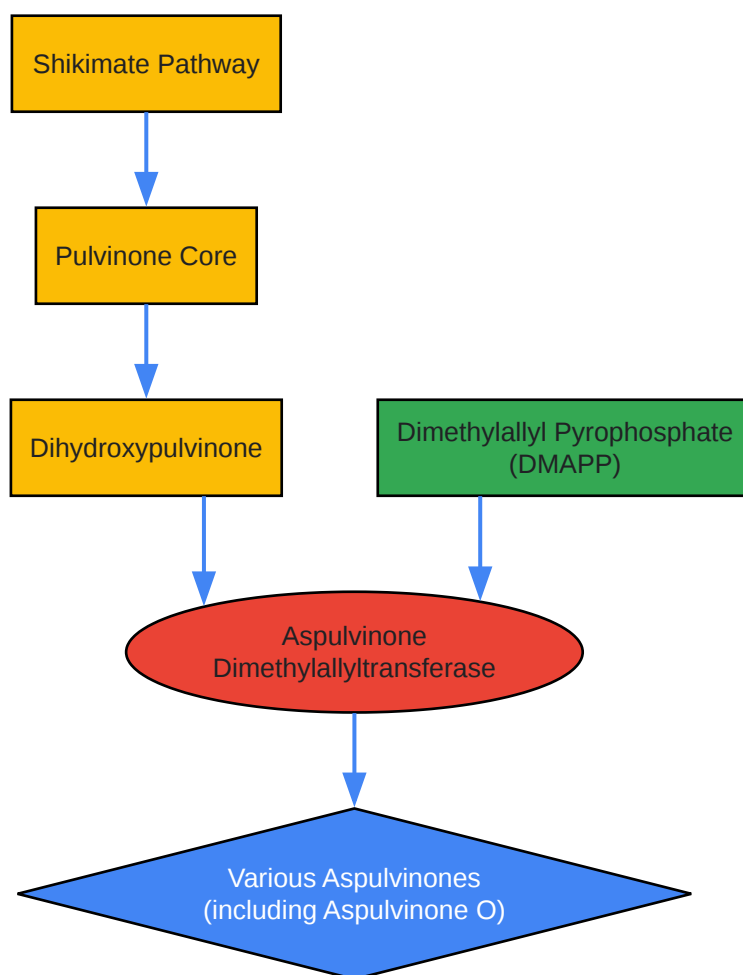 Shikimate Pathway
Pulvinone Core
Dihydroxypulvinone
Dimethylallyl Pyrophosphate
(DMAPP)
Aspulvinone
Dimethylallyltransferase
Various Aspulvinones
(including Aspulvinone O)